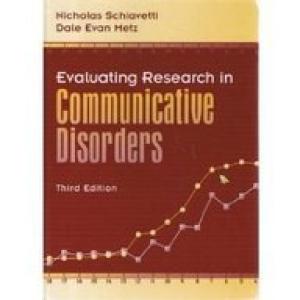 Nicholas Schiavetti
Dale Evan Metz
Evaluating Research in
Communicative
Disorders
Third Edition